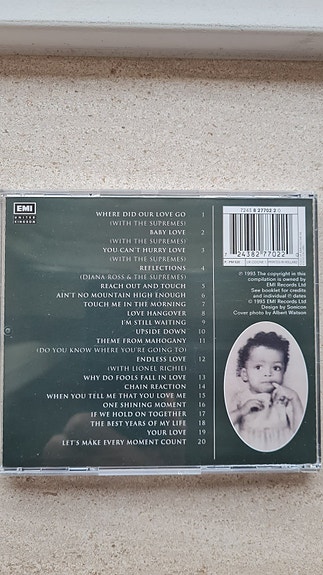 EMI
UNITED
KINGDOM
WHERE DID OUR LOVE GO 1
(WITH THE SUPREMES)
BABY LOVE 2
(WITH THE SUPREMES)
YOU CAN'T HURRY LOVE 3
(WITH THE SUPREMES)
REFLECTIONS 4
(DIANA ROSS & THE SUPREMES)
REACH OUT AND TOUCH 5
AIN'T NO MOUNTAIN HIGH ENOUGH 6
TOUCH ME IN THE MORNING 7
LOVE HANGOVER 8
I'M STILL WAITING 9
UPSIDE DOWN 10
THEME FROM MAHOGANY 11
(DO YOU KNOW WHERE YOU'RE GOING TO)
ENDLESS LOVE 12
(WITH LIONEL RICHIE)
WHY DO FOOLS FALL IN LOVE 13
CHAIN REACTION 14
WHEN YOU TELL ME THAT YOU LOVE ME 15
ONE SHINING MOMENT 16
IF WE HOLD ON TOGETHER 17
THE BEST YEARS OF MY LIFE 18
YOUR LOVE 19
LET'S MAKE EVERY MOMENT COUNT 20
7243 8 27702 2 0
7 24382 77022 0
℗ 1993 The copyright in this
compilation is owned by
EMI Records Ltd
See booklet for credits
and individual ℗ dates
© 1993 EMI Records Ltd
Design by Sonicon
Cover photo by Albert Watson